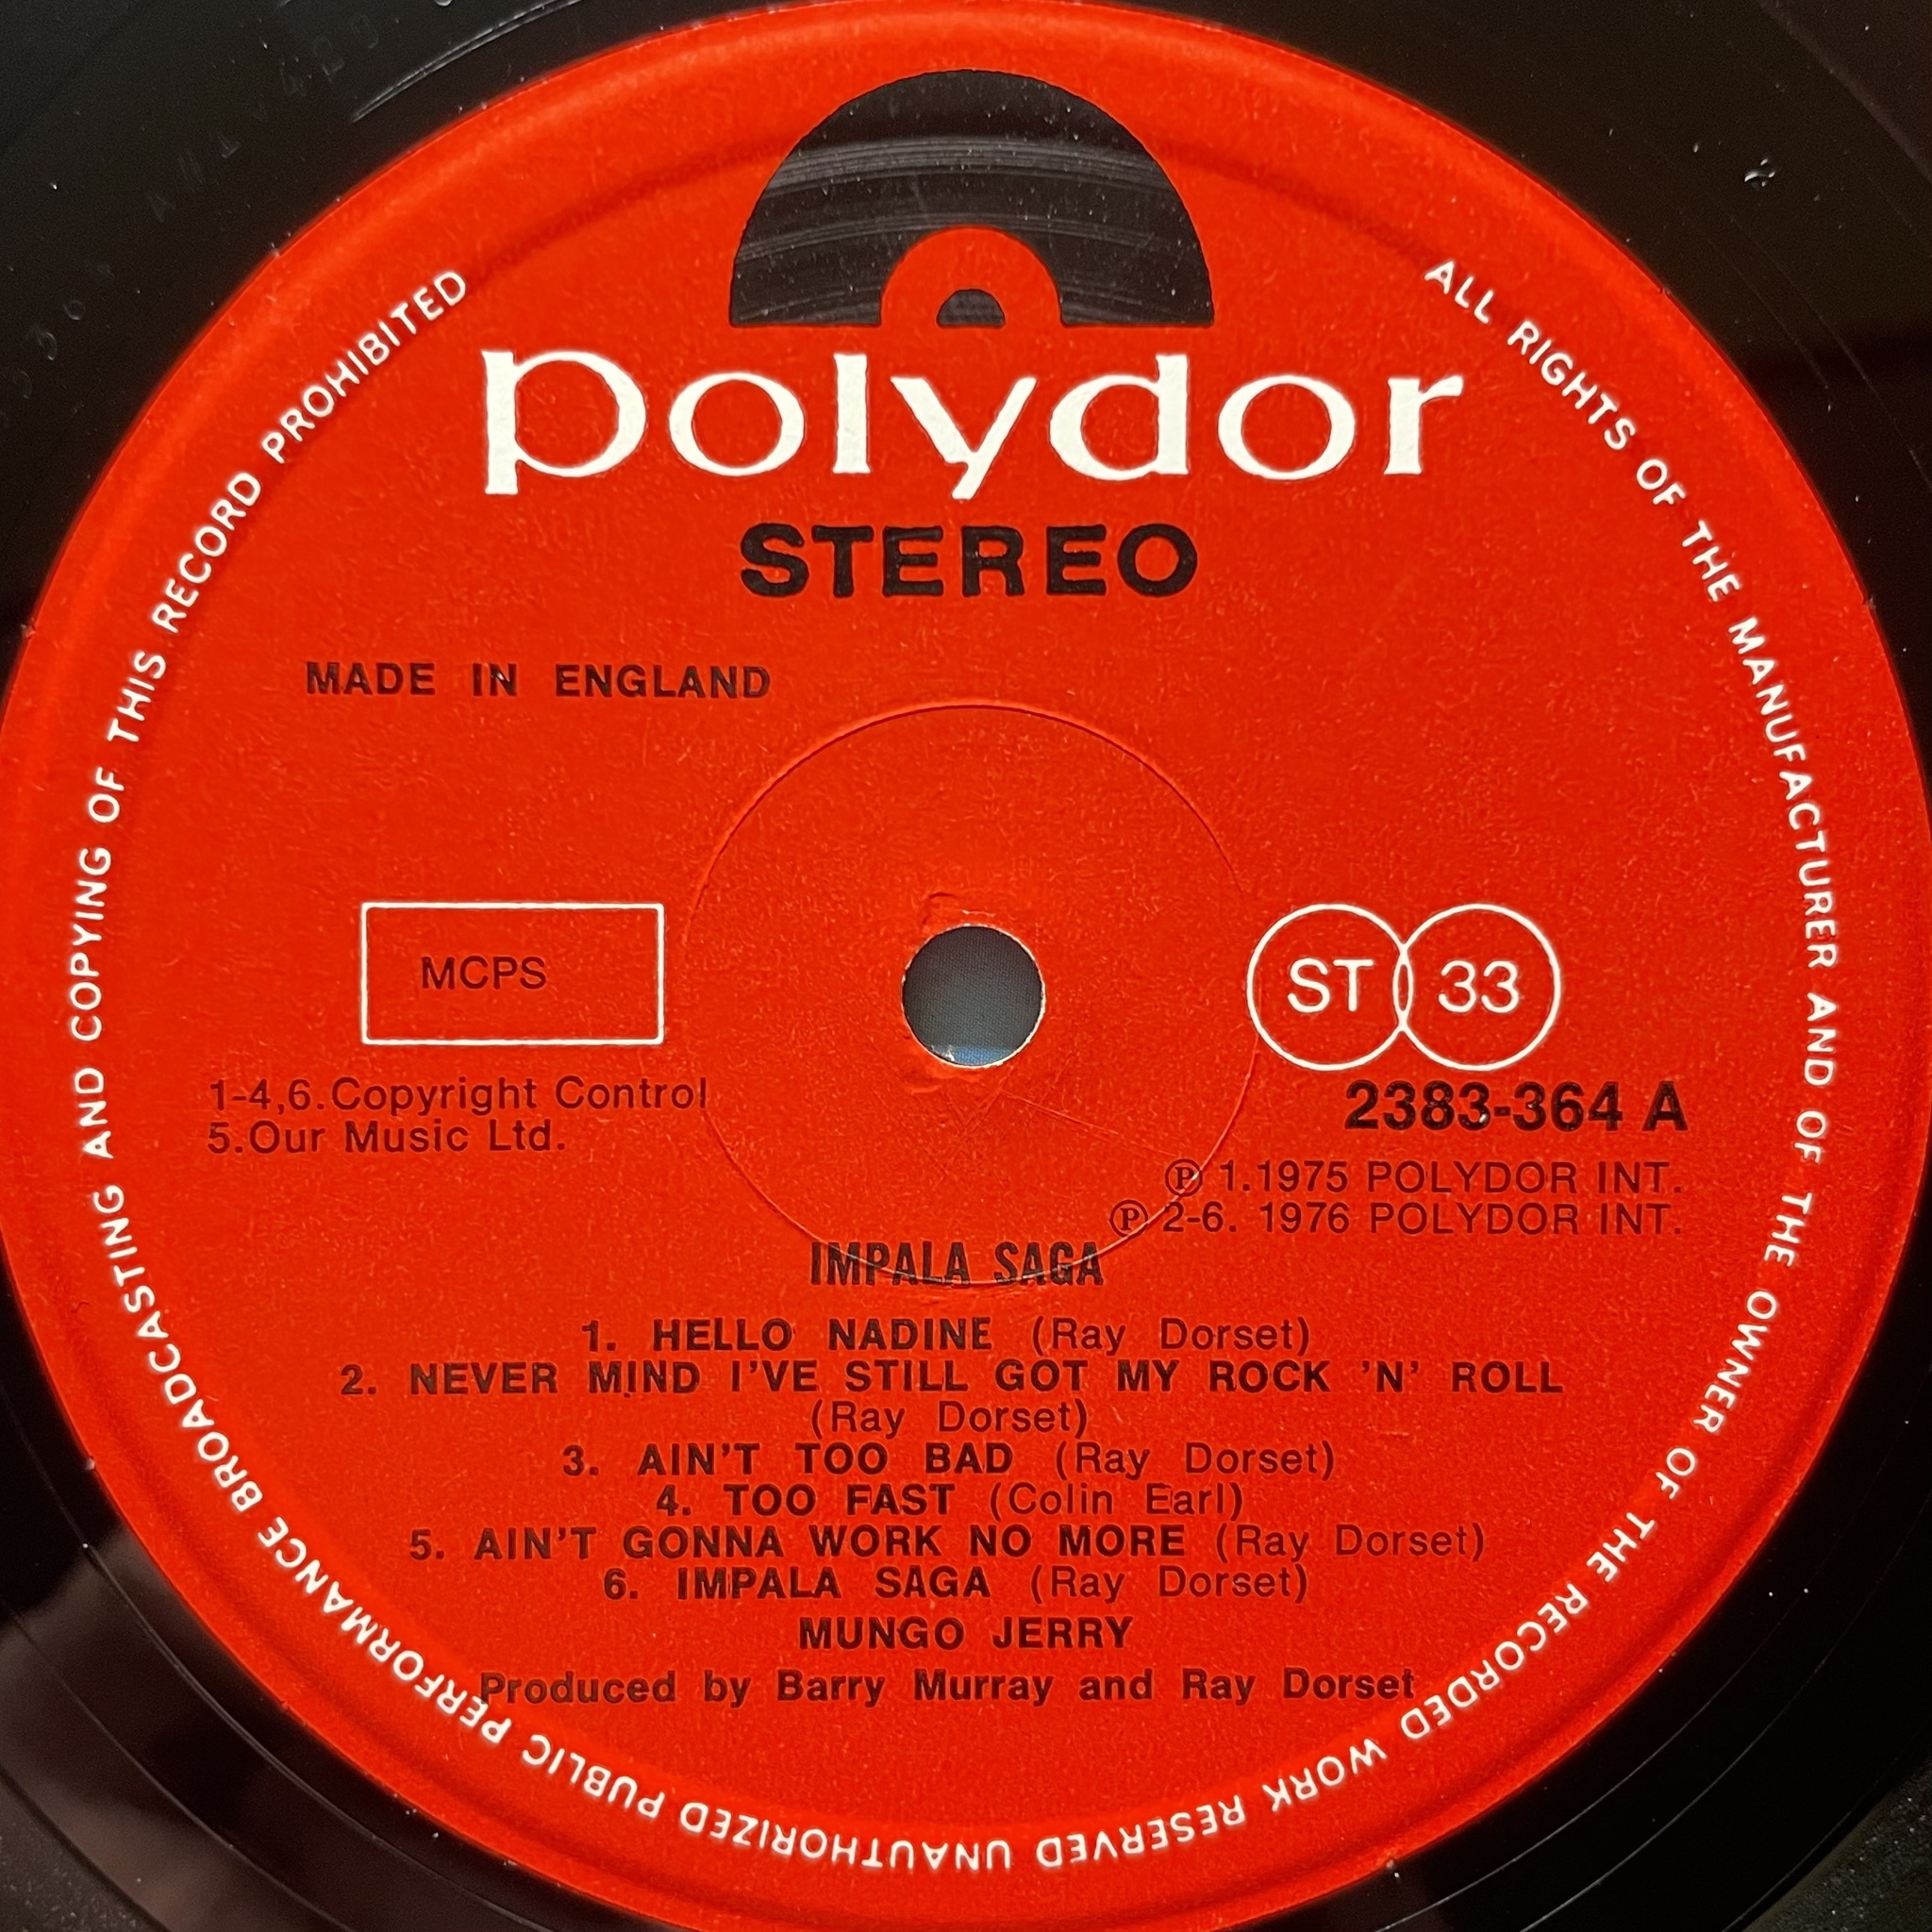 polydor
STEREO
MADE IN ENGLAND
MCPS
ST 33
1-4,6.Copyright Control
5.Our Music Ltd.
2383-364 A
℗ 1.1975 POLYDOR INT.
℗ 2-6. 1976 POLYDOR INT.
IMPALA SAGA
1. HELLO NADINE (Ray Dorset)
2. NEVER MIND I'VE STILL GOT MY ROCK 'N' ROLL
(Ray Dorset)
3. AIN'T TOO BAD (Ray Dorset)
4. TOO FAST (Colin Earl)
5. AIN'T GONNA WORK NO MORE (Ray Dorset)
6. IMPALA SAGA (Ray Dorset)
MUNGO JERRY
Produced by Barry Murray and Ray Dorset
ALL RIGHTS OF THE MANUFACTURER AND OF THE OWNER OF THE RECORDED WORK RESERVED UNAUTHORIZED PUBLIC PERFORMANCE BROADCASTING AND COPYING OF THIS RECORD PROHIBITED